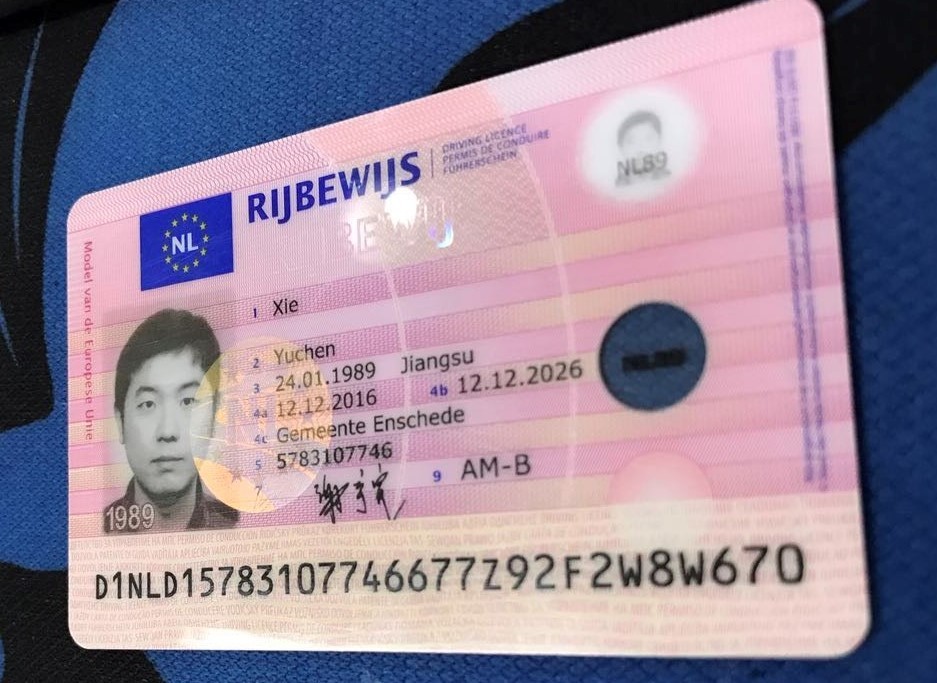 RIJBEWIJS
DRIVING LICENCE
PERMIS DE CONDUIRE
FÜHRERSCHEIN
NL89
NL
Model van de Europese Unie
1 Xie
2 Yuchen
3 24.01.1989 Jiangsu
4a 12.12.2016 4b 12.12.2026
4c Gemeente Enschede
5 5783107746
7 9 AM-B
1989
D1NLD15783107746677Z92F2W8W670